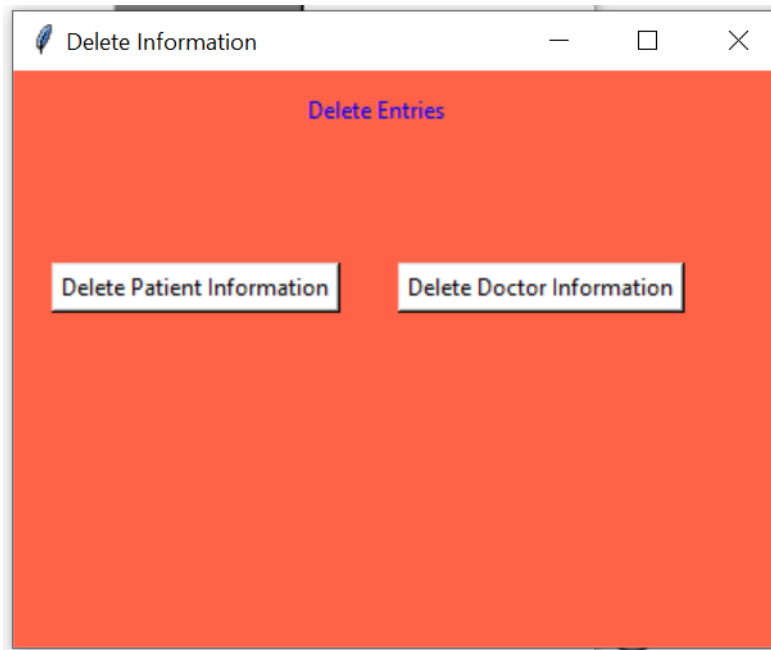 Delete Information
Delete Entries
Delete Patient Information
Delete Doctor Information